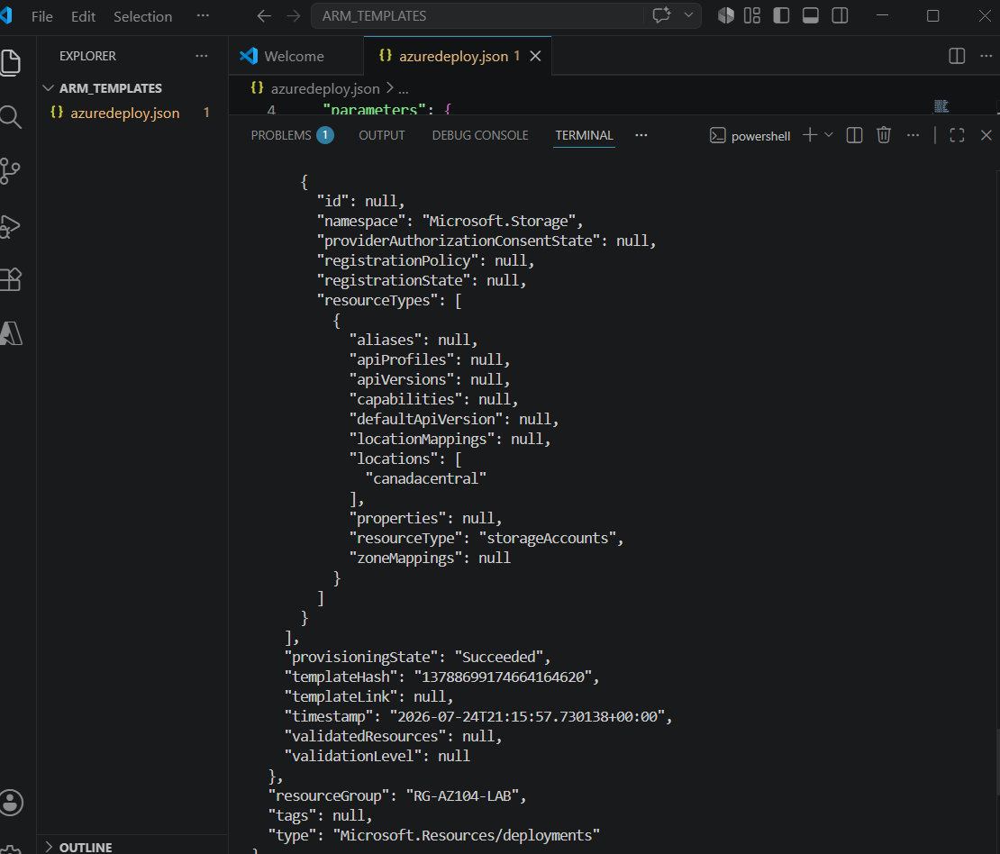 File Edit Selection ··· ARM_TEMPLATES
EXPLORER ···
ARM_TEMPLATES
{} azuredeploy.json 1
Welcome {} azuredeploy.json 1
{} azuredeploy.json > ...
4 "parameters": {
PROBLEMS 1 OUTPUT DEBUG CONSOLE TERMINAL ··· powershell
{
"id": null,
"namespace": "Microsoft.Storage",
"providerAuthorizationConsentState": null,
"registrationPolicy": null,
"registrationState": null,
"resourceTypes": [
{
"aliases": null,
"apiProfiles": null,
"apiVersions": null,
"capabilities": null,
"defaultApiVersion": null,
"locationMappings": null,
"locations": [
"canadacentral"
],
"properties": null,
"resourceType": "storageAccounts",
"zoneMappings": null
}
]
}
],
"provisioningState": "Succeeded",
"templateHash": "13788699174664164620",
"templateLink": null,
"timestamp": "2026-07-24T21:15:57.730138+00:00",
"validatedResources": null,
"validationLevel": null
},
"resourceGroup": "RG-AZ104-LAB",
"tags": null,
"type": "Microsoft.Resources/deployments"
}
OUTLINE